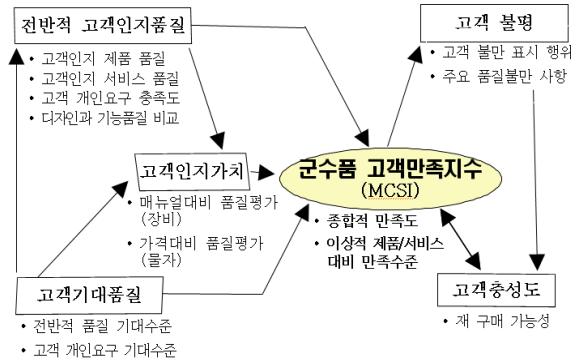 전반적 고객인지품질
• 고객인지 제품 품질
• 고객인지 서비스 품질
• 고객 개인요구 충족도
• 디자인과 기능품질 비교
고객 불평
• 고객 불만 표시 행위
• 주요 품질불만 사항
고객인지가치
• 매뉴얼대비 품질평가
(장비)
• 가격대비 품질평가
(물자)
군수품 고객만족지수
(MCSI)
• 종합적 만족도
• 이상적 제품/서비스
대비 만족수준
고객기대품질
• 전반적 품질 기대수준
• 고객 개인요구 기대수준
고객충성도
• 재 구매 가능성